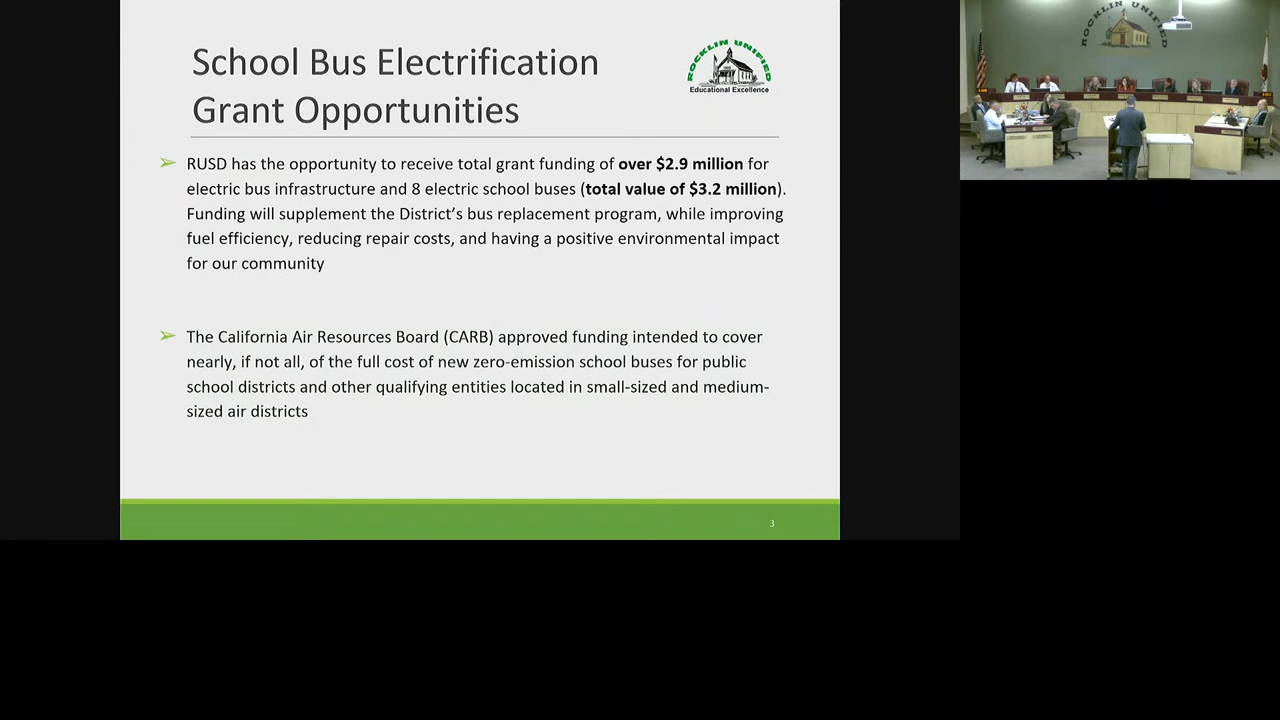 School Bus Electrification
Grant Opportunities
ROCKLIN UNIFIED
Educational Excellence
➢ RUSD has the opportunity to receive total grant funding of over $2.9 million for
electric bus infrastructure and 8 electric school buses (total value of $3.2 million).
Funding will supplement the District’s bus replacement program, while improving
fuel efficiency, reducing repair costs, and having a positive environmental impact
for our community
➢ The California Air Resources Board (CARB) approved funding intended to cover
nearly, if not all, of the full cost of new zero-emission school buses for public
school districts and other qualifying entities located in small-sized and medium-
sized air districts
3
ROCKLIN UNIFIED